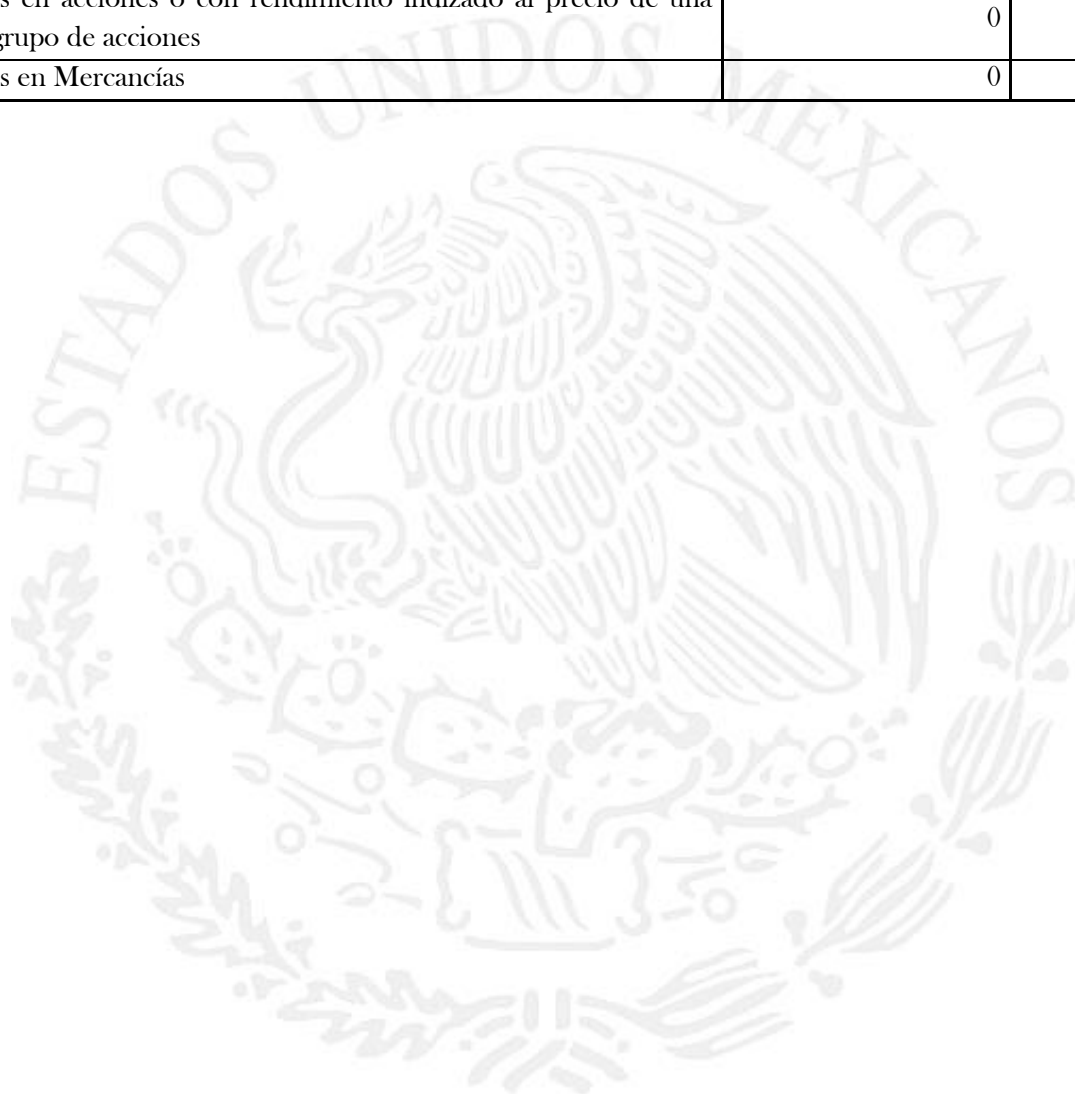 s en acciones o con rendimiento indizado al precio de una
grupo de acciones
0
s en Mercancías
0
ESTADOS UNIDOS MEXICANOS